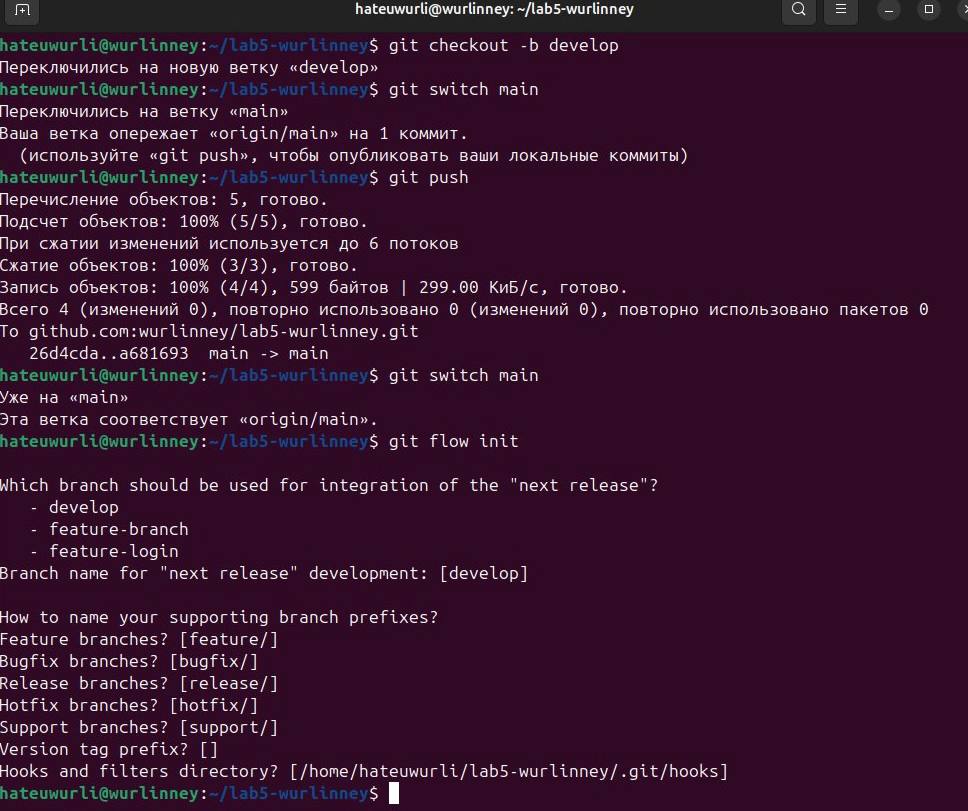 hateuwurli@wurlinney: ~/lab5-wurlinney
hateuwurli@wurlinney:~/lab5-wurlinney$ git checkout -b develop
Переключились на новую ветку «develop»
hateuwurli@wurlinney:~/lab5-wurlinney$ git switch main
Переключились на ветку «main»
Ваша ветка опережает «origin/main» на 1 коммит.
  (используйте «git push», чтобы опубликовать ваши локальные коммиты)
hateuwurli@wurlinney:~/lab5-wurlinney$ git push
Перечисление объектов: 5, готово.
Подсчет объектов: 100% (5/5), готово.
При сжатии изменений используется до 6 потоков
Сжатие объектов: 100% (3/3), готово.
Запись объектов: 100% (4/4), 599 байтов | 299.00 КиБ/с, готово.
Всего 4 (изменений 0), повторно использовано 0 (изменений 0), повторно использовано пакетов 0
To github.com:wurlinney/lab5-wurlinney.git
   26d4cda..a681693  main -> main
hateuwurli@wurlinney:~/lab5-wurlinney$ git switch main
Уже на «main»
Эта ветка соответствует «origin/main».
hateuwurli@wurlinney:~/lab5-wurlinney$ git flow init
Which branch should be used for integration of the "next release"?
   - develop
   - feature-branch
   - feature-login
Branch name for "next release" development: [develop]
How to name your supporting branch prefixes?
Feature branches? [feature/]
Bugfix branches? [bugfix/]
Release branches? [release/]
Hotfix branches? [hotfix/]
Support branches? [support/]
Version tag prefix? []
Hooks and filters directory? [/home/hateuwurli/lab5-wurlinney/.git/hooks]
hateuwurli@wurlinney:~/lab5-wurlinney$